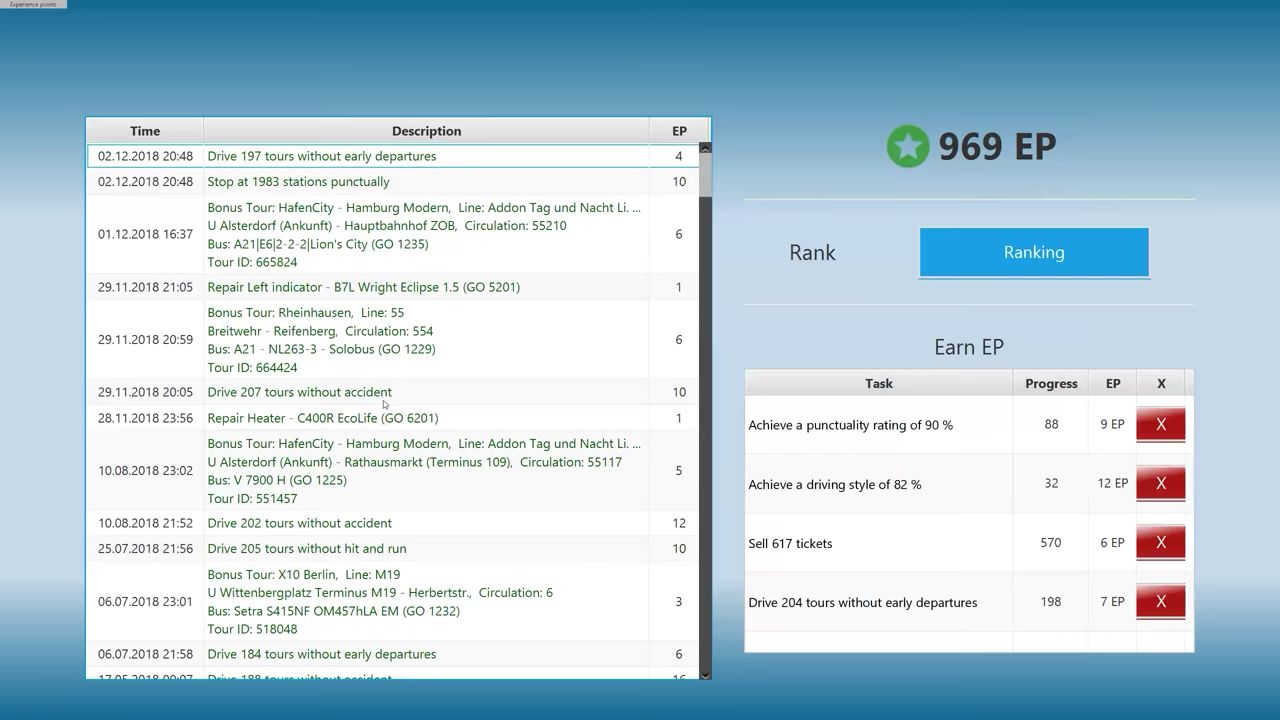 Experience points
Time Description EP
02.12.2018 20:48 Drive 197 tours without early departures 4
02.12.2018 20:48 Stop at 1983 stations punctually 10
Bonus Tour: HafenCity - Hamburg Modern, Line: Addon Tag und Nacht Li. ...
U Alsterdorf (Ankunft) - Hauptbahnhof ZOB, Circulation: 55210
01.12.2018 16:37 6
Bus: A21|E6|2-2-2|Lion's City (GO 1235)
Tour ID: 665824
29.11.2018 21:05 Repair Left indicator - B7L Wright Eclipse 1.5 (GO 5201) 1
Bonus Tour: Rheinhausen, Line: 55
Breitwehr - Reifenberg, Circulation: 554
29.11.2018 20:59 6
Bus: A21 - NL263-3 - Solobus (GO 1229)
Tour ID: 664424
29.11.2018 20:05 Drive 207 tours without accident 10
28.11.2018 23:56 Repair Heater - C400R EcoLife (GO 6201) 1
Bonus Tour: HafenCity - Hamburg Modern, Line: Addon Tag und Nacht Li. ...
U Alsterdorf (Ankunft) - Rathausmarkt (Terminus 109), Circulation: 55117
10.08.2018 23:02 5
Bus: V 7900 H (GO 1225)
Tour ID: 551457
10.08.2018 21:52 Drive 202 tours without accident 12
25.07.2018 21:56 Drive 205 tours without hit and run 10
Bonus Tour: X10 Berlin, Line: M19
U Wittenbergplatz Terminus M19 - Herbertstr., Circulation: 6
06.07.2018 23:01 3
Bus: Setra S415NF OM457hLA EM (GO 1232)
Tour ID: 518048
06.07.2018 21:58 Drive 184 tours without early departures 6
Drive 188 tours without accident
969 EP
Rank Ranking
Earn EP
Task Progress EP X
Achieve a punctuality rating of 90 % 88 9 EP X
Achieve a driving style of 82 % 32 12 EP X
Sell 617 tickets 570 6 EP X
Drive 204 tours without early departures 198 7 EP X